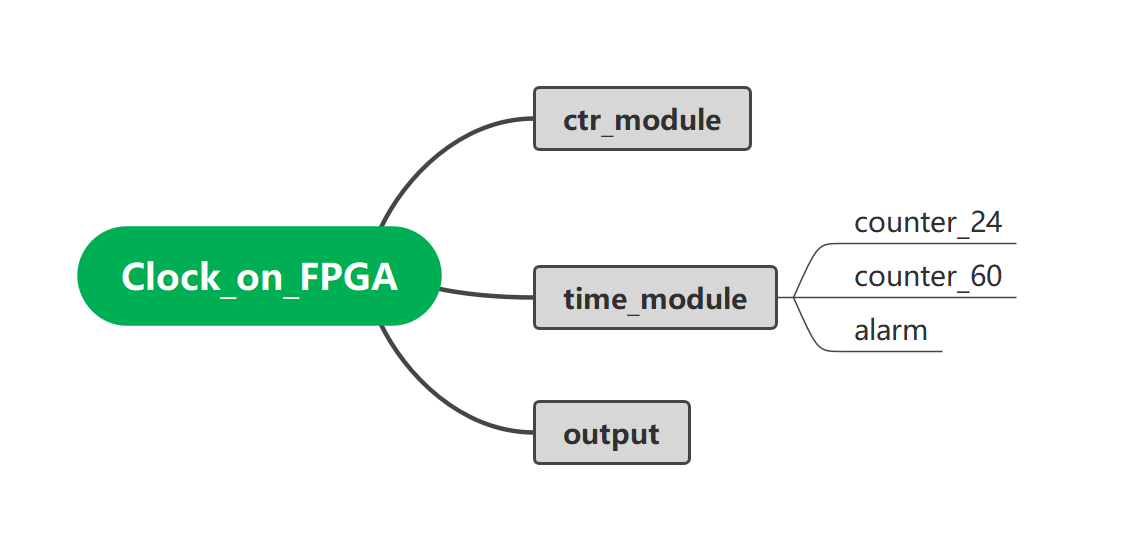 Clock_on_FPGA
ctr_module
time_module
counter_24
counter_60
alarm
output